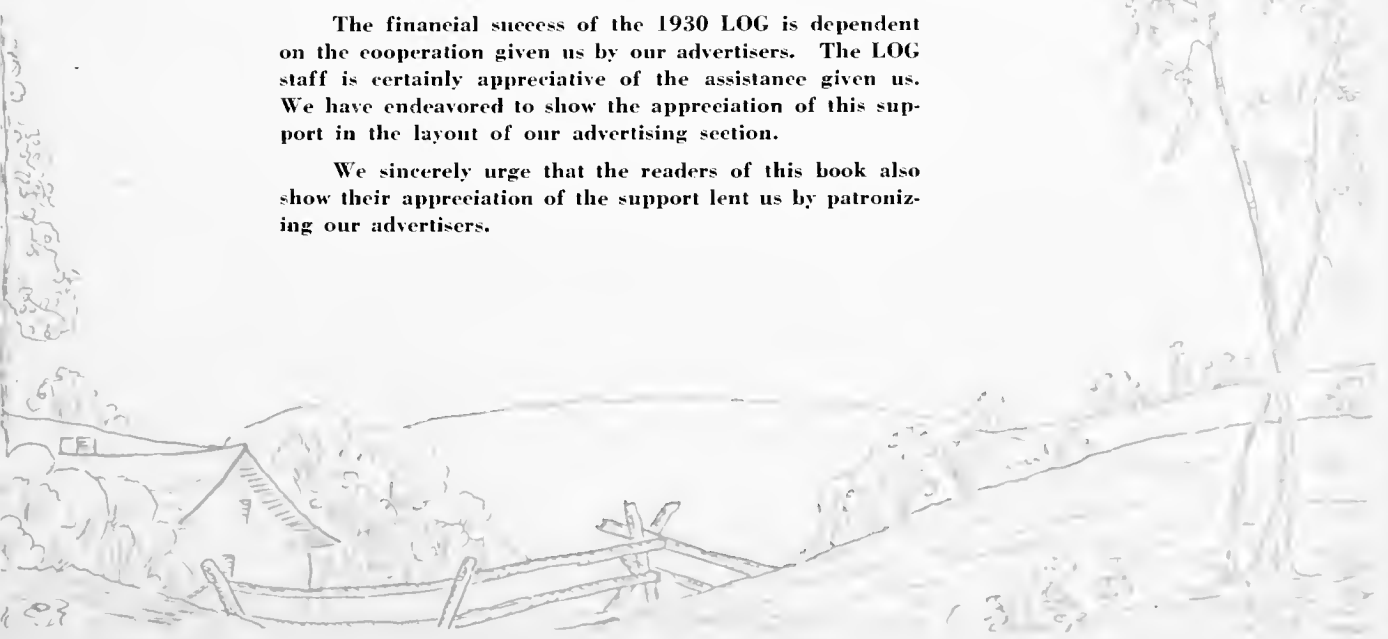 The financial success of the 1930 LOG is dependent
on the cooperation given us by our advertisers. The LOG
staff is certainly appreciative of the assistance given us.
We have endeavored to show the appreciation of this sup-
port in the layout of our advertising section.
We sincerely urge that the readers of this book also
show their appreciation of the support lent us by patroniz-
ing our advertisers.